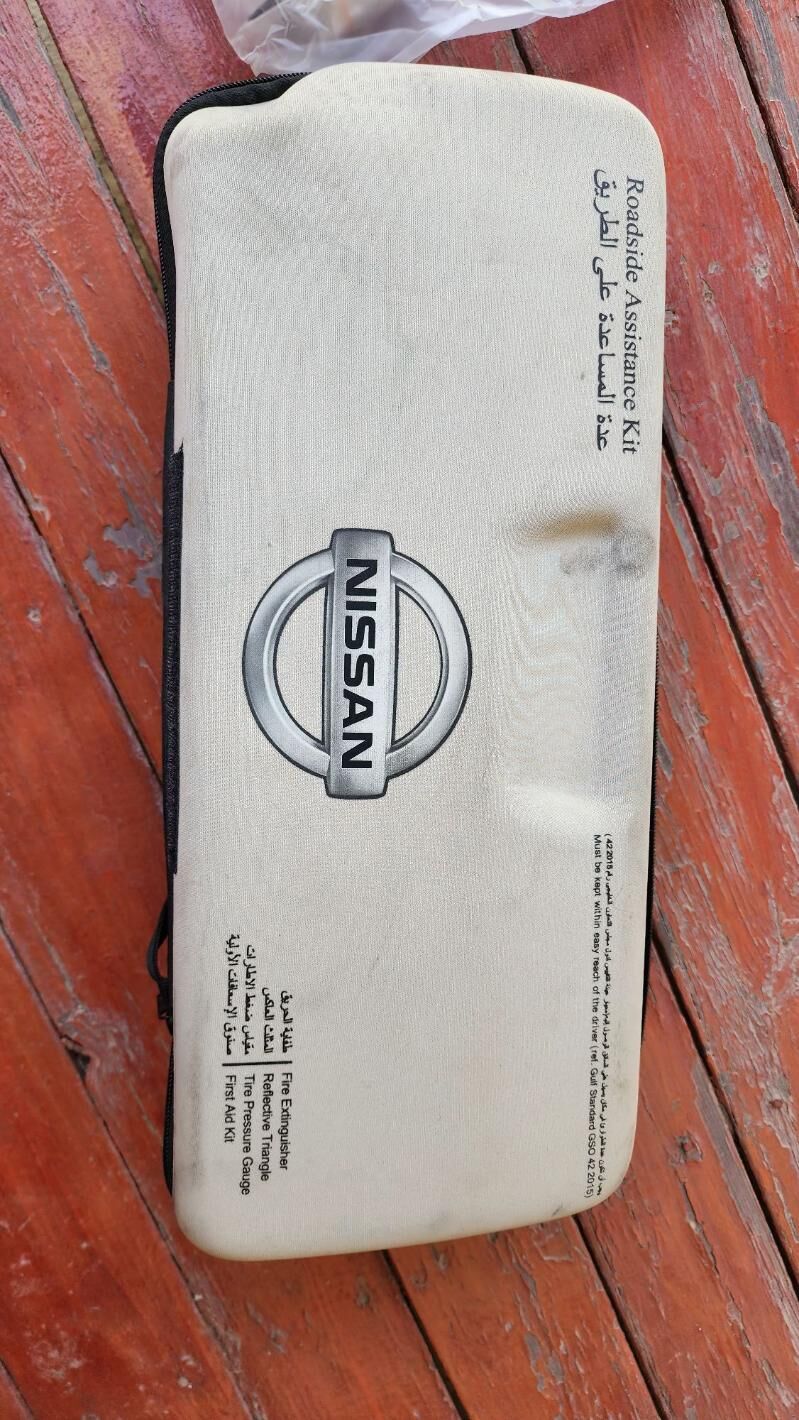 Roadside Assistance Kit
عدة المساعدة على الطريق
NISSAN
Must be kept within easy reach of the driver (ref. Gulf Standard GSO 42 2015)
طفاية الحريق | Fire Extinguisher
المثلث العاكس | Reflective Triangle
مقياس ضغط الاطارات | Tire Pressure Gauge
صندوق الإسعافات الأولية | First Aid Kit